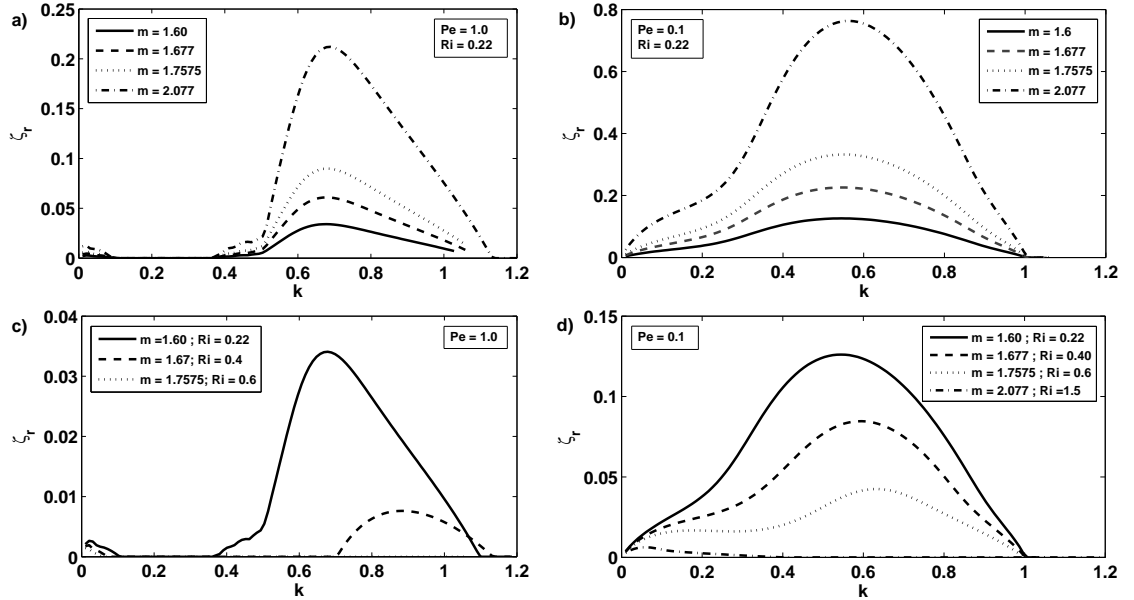 a)
m = 1.60
m = 1.677
m = 1.7575
m = 2.077
Pe = 1.0
Ri = 0.22
0.25
0.20
0.15
0.10
0.05
0
ζr
0 0.2 0.4 0.6 0.8 1 1.2
k
b)
Pe = 0.1
Ri = 0.22
m = 1.6
m = 1.677
m = 1.7575
m = 2.077
0.8
0.6
0.4
0.2
0
ζr
0 0.2 0.4 0.6 0.8 1 1.2
k
c)
m =1.60 ; Ri = 0.22
m = 1.67; Ri = 0.4
m = 1.7575; Ri = 0.6
Pe = 1.0
0.04
0.03
0.02
0.01
0
ζr
0 0.2 0.4 0.6 0.8 1 1.2
k
d)
Pe = 0.1
m = 1.60 ; Ri = 0.22
m = 1.677 ; Ri = 0.40
m = 1.7575 ; Ri = 0.6
m = 2.077 ; Ri =1.5
0.15
0.1
0.05
0
ζr
0 0.2 0.4 0.6 0.8 1 1.2
k